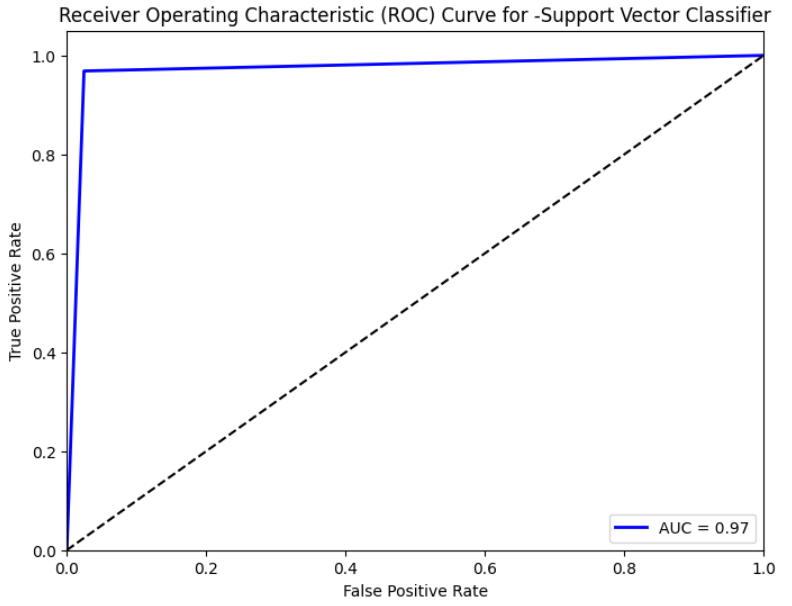 Receiver Operating Characteristic (ROC) Curve for -Support Vector Classifier
1.0
0.8
0.6
0.4
0.2
0.0
True Positive Rate
AUC = 0.97
0.0 0.2 0.4 0.6 0.8 1.0
False Positive Rate